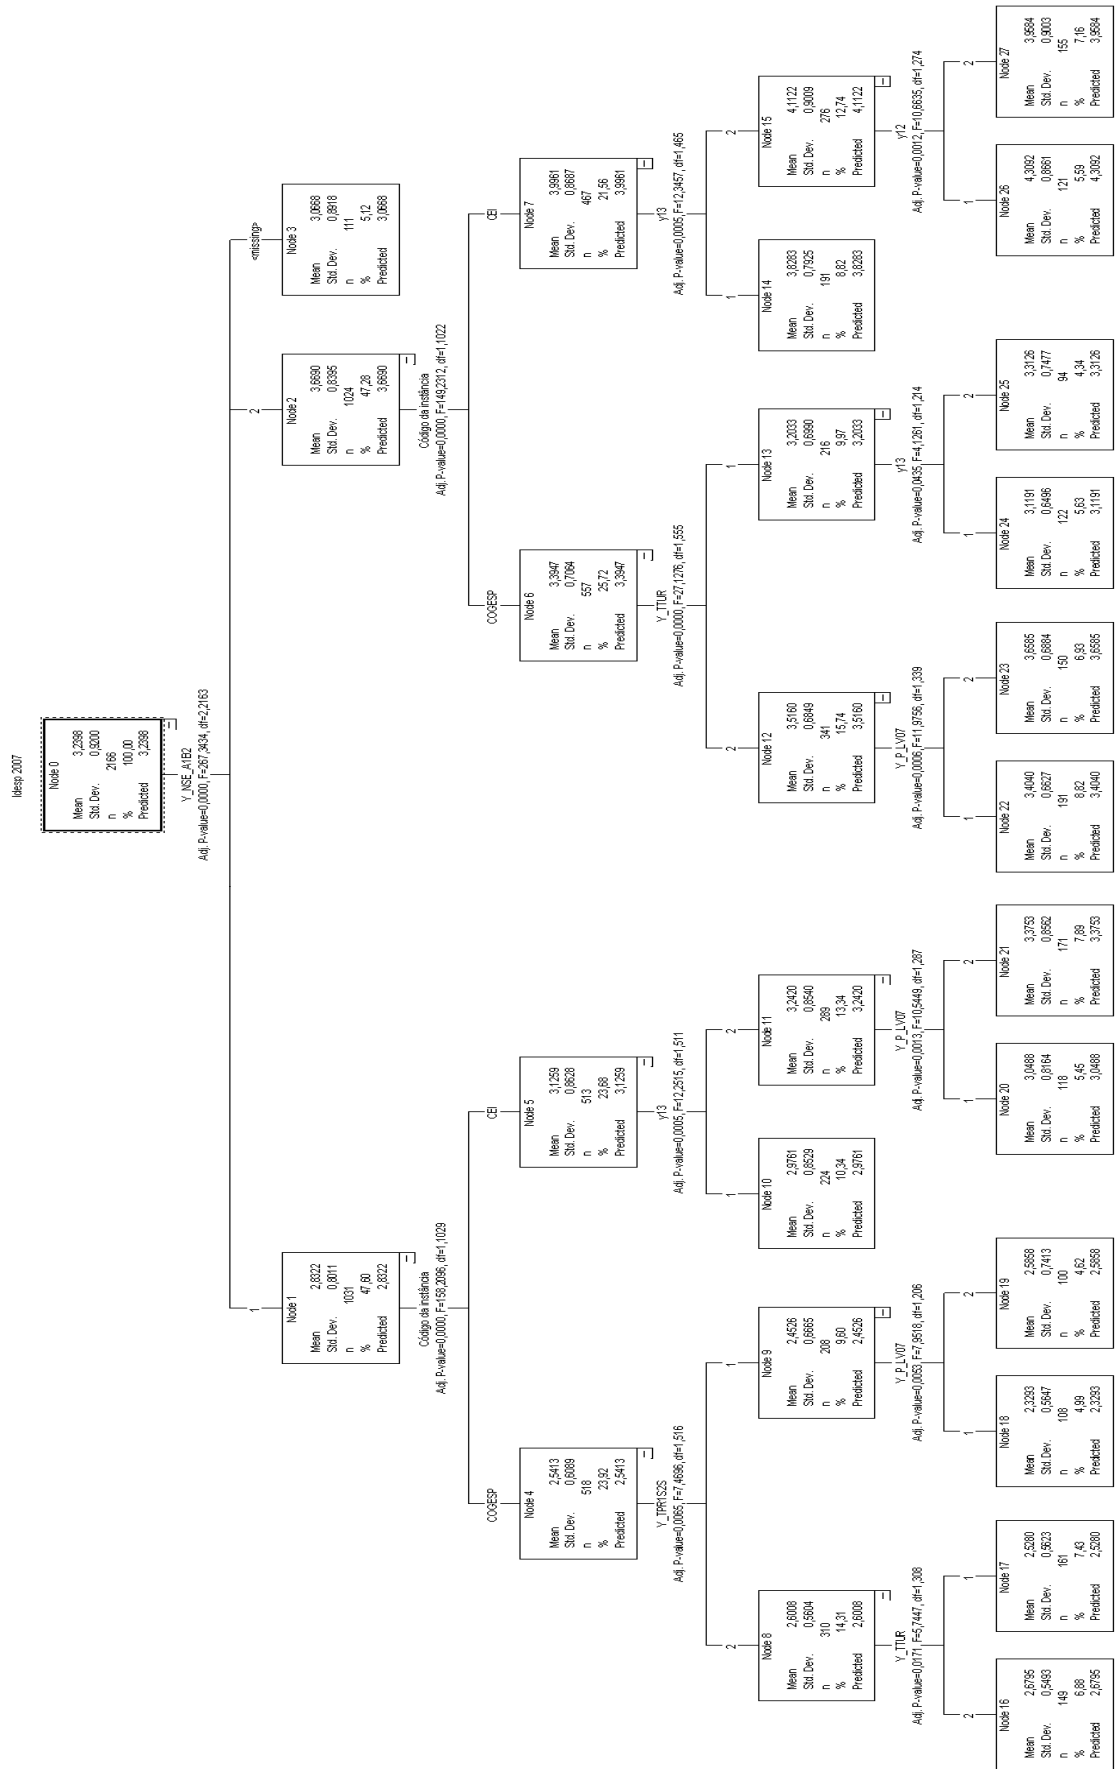 Idesp 2007
Node 0
Mean 3,2398
Std. Dev. 0,9200
n 2166
% 100,00
Predicted 3,2398
Y_NSE_A1B2
Adj. P-value=0,0000, F=267,3434, df=2,2163
1
2
<missing>
Node 1
Mean 2,8322
Std. Dev. 0,8011
n 1031
% 47,60
Predicted 2,8322
Node 2
Mean 3,6690
Std. Dev. 0,8395
n 1024
% 47,28
Predicted 3,6690
Node 3
Mean 3,0668
Std. Dev. 0,8918
n 111
% 5,12
Predicted 3,0668
Código da instância
Adj. P-value=0,0000, F=158,2096, df=1,1029
Código da instância
Adj. P-value=0,0000, F=149,2312, df=1,1022
COGESP
CEI
COGESP
CEI
Node 4
Mean 2,5413
Std. Dev. 0,6089
n 518
% 23,92
Predicted 2,5413
Node 5
Mean 3,1259
Std. Dev. 0,8628
n 513
% 23,68
Predicted 3,1259
Node 6
Mean 3,3947
Std. Dev. 0,7064
n 557
% 25,72
Predicted 3,3947
Node 7
Mean 3,9961
Std. Dev. 0,8687
n 467
% 21,56
Predicted 3,9961
Y_TPR1S2S
Adj. P-value=0,0065, F=7,4696, df=1,516
y13
Adj. P-value=0,0005, F=12,2515, df=1,511
Y_TTUR
Adj. P-value=0,0000, F=27,1276, df=1,555
y13
Adj. P-value=0,0005, F=12,3457, df=1,465
2
1
1
2
2
1
1
2
Node 8
Mean 2,6008
Std. Dev. 0,5604
n 310
% 14,31
Predicted 2,6008
Node 9
Mean 2,4526
Std. Dev. 0,6665
n 208
% 9,60
Predicted 2,4526
Node 10
Mean 2,9761
Std. Dev. 0,8529
n 224
% 10,34
Predicted 2,9761
Node 11
Mean 3,2420
Std. Dev. 0,8540
n 289
% 13,34
Predicted 3,2420
Node 12
Mean 3,5160
Std. Dev. 0,6849
n 341
% 15,74
Predicted 3,5160
Node 13
Mean 3,2033
Std. Dev. 0,6990
n 216
% 9,97
Predicted 3,2033
Node 14
Mean 3,8283
Std. Dev. 0,7925
n 191
% 8,82
Predicted 3,8283
Node 15
Mean 4,1122
Std. Dev. 0,9009
n 276
% 12,74
Predicted 4,1122
Y_TTUR
Adj. P-value=0,0171, F=5,7447, df=1,308
Y_P_LV07
Adj. P-value=0,0053, F=7,9518, df=1,206
Y_P_LV07
Adj. P-value=0,0013, F=10,5449, df=1,287
Y_P_LV07
Adj. P-value=0,0006, F=11,9756, df=1,339
y13
Adj. P-value=0,0435, F=4,1261, df=1,214
y12
Adj. P-value=0,0012, F=10,6635, df=1,274
2
1
1
2
1
2
1
2
1
2
1
2
Node 16
Mean 2,6795
Std. Dev. 0,5493
n 149
% 6,88
Predicted 2,6795
Node 17
Mean 2,5280
Std. Dev. 0,5623
n 161
% 7,43
Predicted 2,5280
Node 18
Mean 2,3293
Std. Dev. 0,5647
n 108
% 4,99
Predicted 2,3293
Node 19
Mean 2,5858
Std. Dev. 0,7413
n 100
% 4,62
Predicted 2,5858
Node 20
Mean 3,0488
Std. Dev. 0,8164
n 118
% 5,45
Predicted 3,0488
Node 21
Mean 3,3753
Std. Dev. 0,8562
n 171
% 7,89
Predicted 3,3753
Node 22
Mean 3,4040
Std. Dev. 0,6627
n 191
% 8,82
Predicted 3,4040
Node 23
Mean 3,6585
Std. Dev. 0,6884
n 150
% 6,93
Predicted 3,6585
Node 24
Mean 3,1191
Std. Dev. 0,6496
n 122
% 5,63
Predicted 3,1191
Node 25
Mean 3,3126
Std. Dev. 0,7477
n 94
% 4,34
Predicted 3,3126
Node 26
Mean 4,3092
Std. Dev. 0,8661
n 121
% 5,59
Predicted 4,3092
Node 27
Mean 3,9584
Std. Dev. 0,9003
n 155
% 7,16
Predicted 3,9584